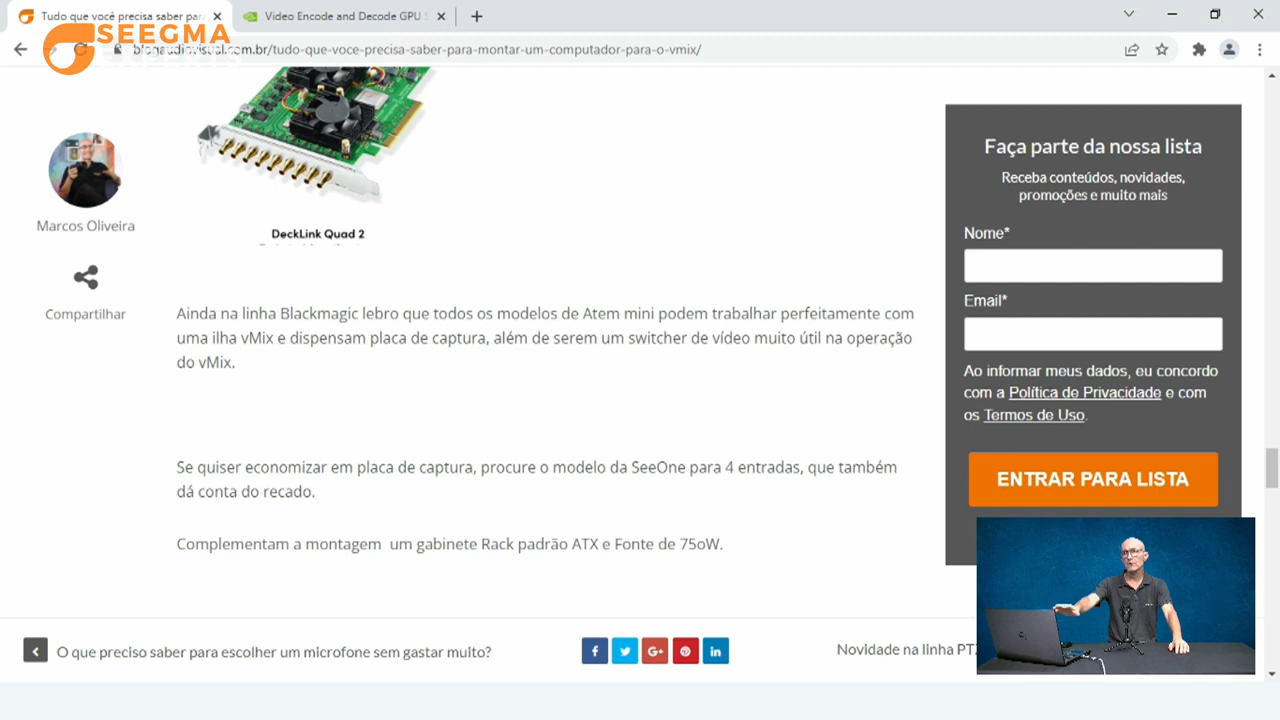 Tudo que você precisa saber para
Video Encode and Decode GPU S
SEEGMA
EXPERTS
blogaudiovisual.com.br/tudo-que-voce-precisa-saber-para-montar-um-computador-para-o-vmix/
Marcos Oliveira
Compartilhar
DeckLink Quad 2
Ainda na linha Blackmagic lebro que todos os modelos de Atem mini podem trabalhar perfeitamente com
uma ilha vMix e dispensam placa de captura, além de serem um switcher de vídeo muito útil na operação
do vMix.
Se quiser economizar em placa de captura, procure o modelo da SeeOne para 4 entradas, que também
dá conta do recado.
Complementam a montagem um gabinete Rack padrão ATX e Fonte de 75oW.
Faça parte da nossa lista
Receba conteúdos, novidades,
promoções e muito mais
Nome*
Email*
Ao informar meus dados, eu concordo
com a Política de Privacidade e com
os Termos de Uso.
ENTRAR PARA LISTA
O que preciso saber para escolher um microfone sem gastar muito?
Novidade na linha PTZ